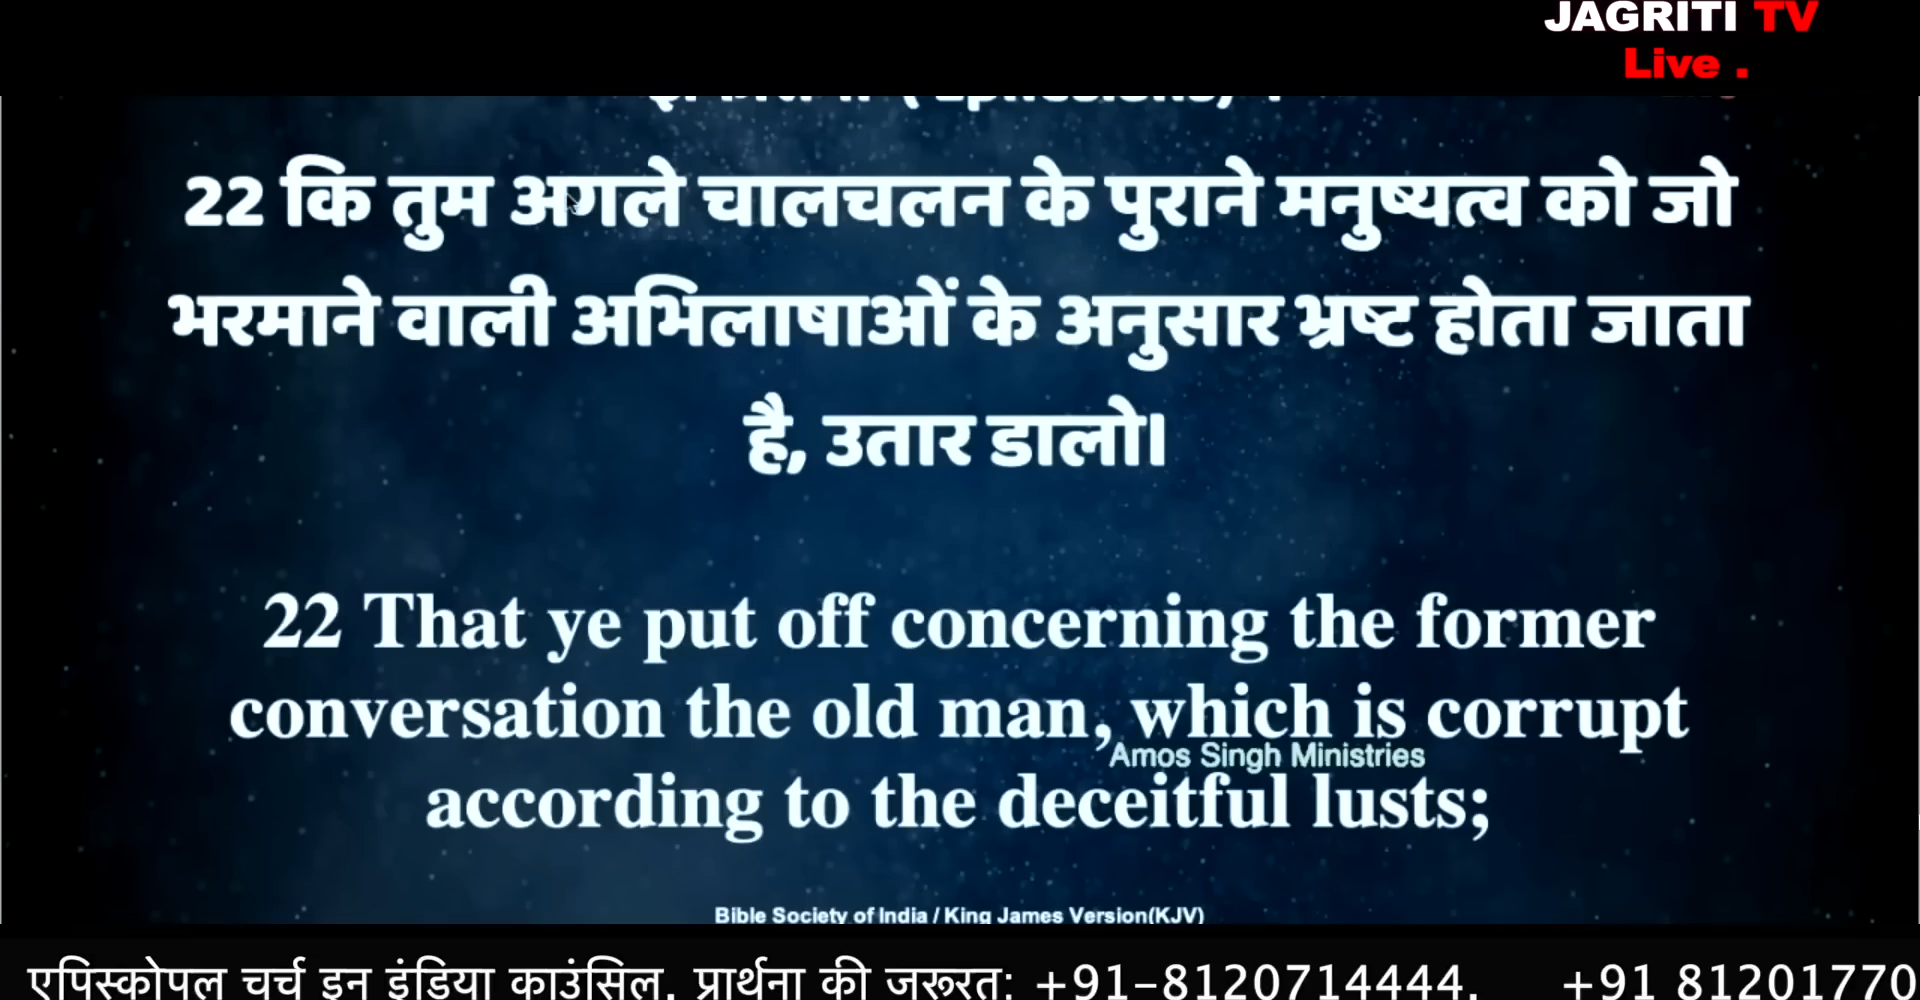 JAGRITI TV
Live .
22 कि तुम अगले चालचलन के पुराने मनुष्यत्व को जो
भरमाने वाली अभिलाषाओं के अनुसार भ्रष्ट होता जाता
है, उतार डालो।
22 That ye put off concerning the former
conversation the old man, which is corrupt
Amos Singh Ministries
according to the deceitful lusts;
Bible Society of India / King James Version(KJV)
एपिस्कोपल चर्च इन इंडिया काउंसिल. प्रार्थना की जरूरत: +91-8120714444. +91 81201770